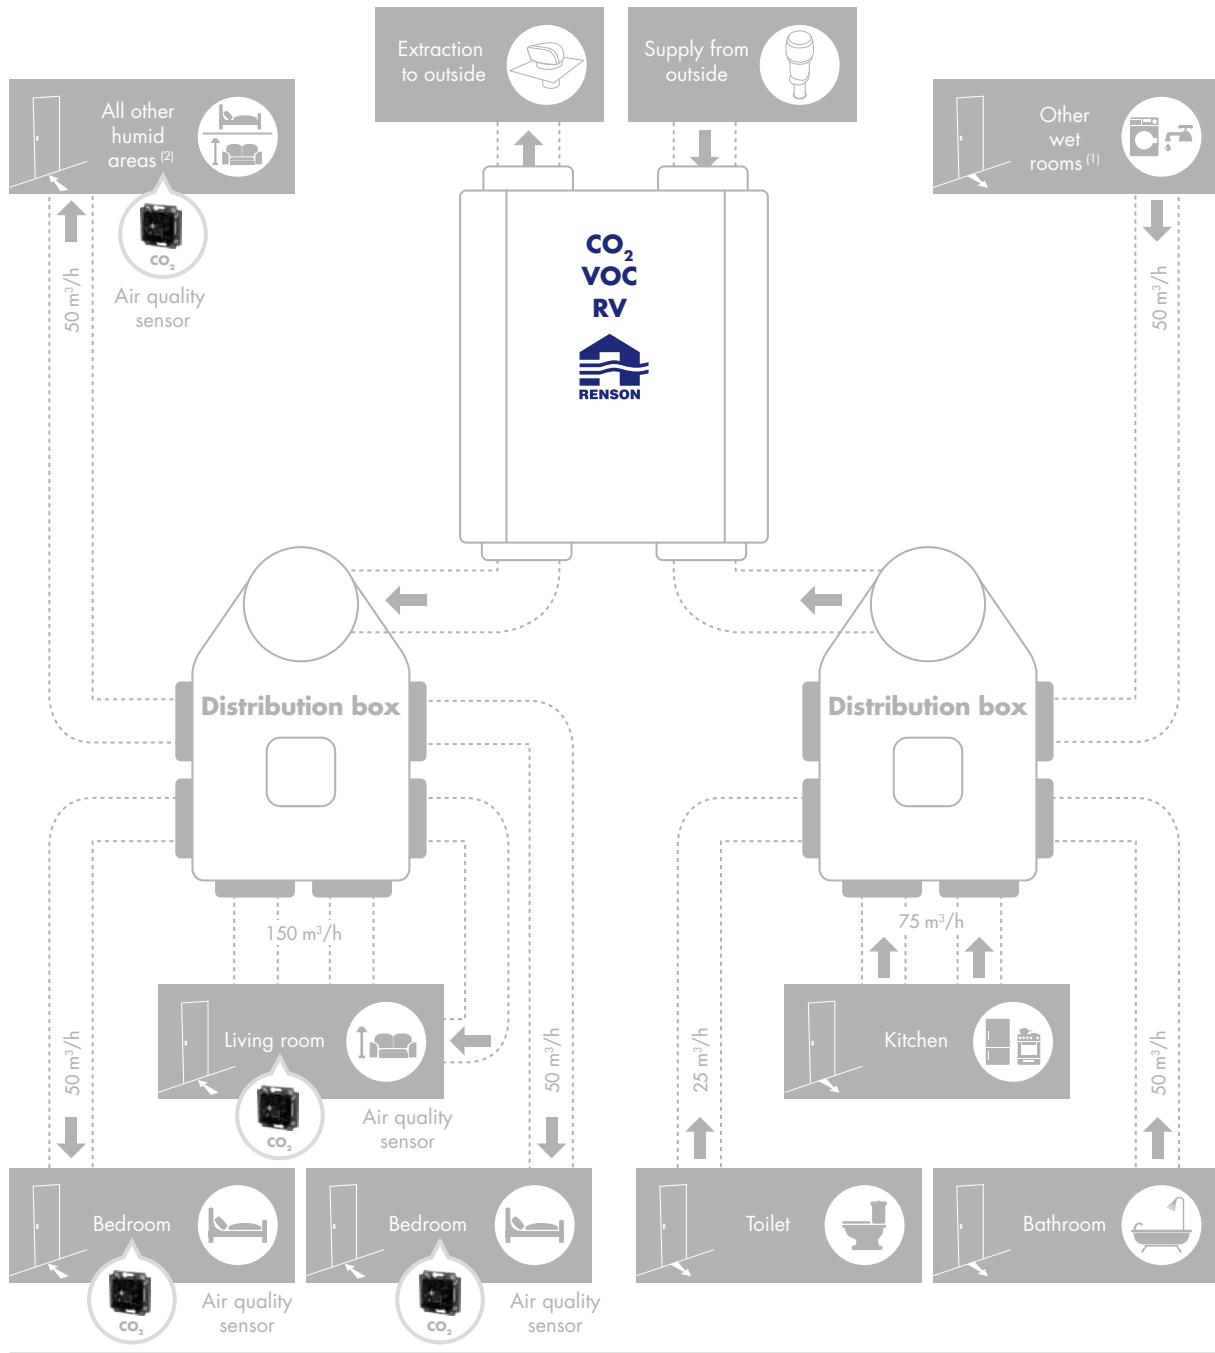 Extraction
to outside
Supply from
outside
All other
humid
areas (2)
Other
wet
rooms (1)
CO2
Air quality
sensor
50 m³/h
50 m³/h
CO2
VOC
RV
RENSON
Distribution box
Distribution box
150 m³/h
75 m³/h
50 m³/h
Living room
CO2
Air quality
sensor
50 m³/h
25 m³/h
Kitchen
50 m³/h
Bedroom
CO2
Air quality
sensor
Bedroom
CO2
Air quality
sensor
Toilet
Bathroom